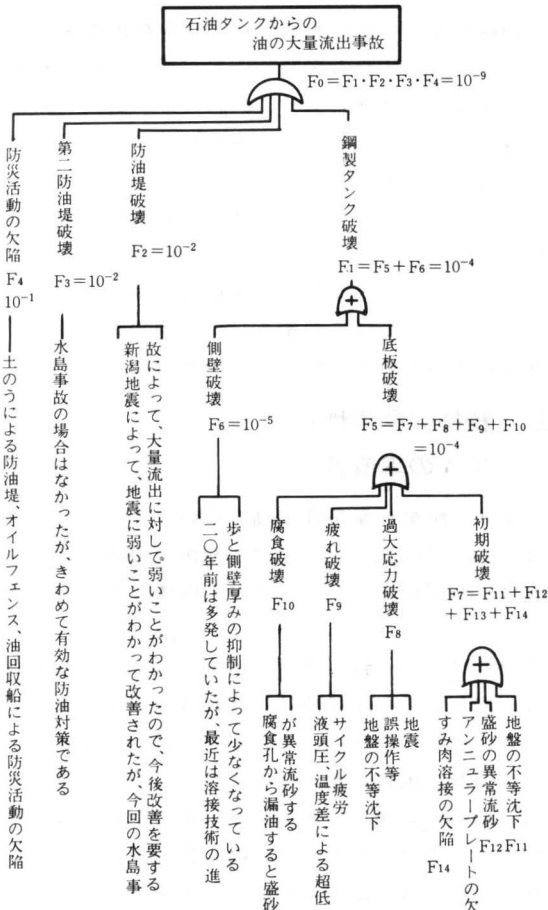 石油タンクからの
油の大量流出事故
F₀=F₁·F₂·F₃·F₄=10⁻⁹
鋼製タンク破壊
F₁=F₅+F₆=10⁻⁴
防油堤破壊
F₂=10⁻²
第二防油堤破壊
F₃=10⁻²
防災活動の欠陥
F₄
10⁻¹
+
底板破壊
F₅=F₇+F₈+F₉+F₁₀
=10⁻⁴
側壁破壊
F₆=10⁻⁵
新潟地震によって、地震に弱いことがわかって改善されたが、今回の水島事
故によって、大量流出に対して弱いことがわかったので、今後改善を要する
水島事故の場合はなかったが、きわめて有効な防油対策である
土のうによる防油堤、オイルフェンス、油回収船による防災活動の欠陥
+
初期破壊
F₇=F₁₁+F₁₂
+F₁₃+F₁₄
過大応力破壊
F₈
疲れ破壊
F₉
腐食破壊
F₁₀
二〇年前は多発していたが、最近は溶接技術の進
歩と側壁厚みの抑制によって少なくなっている
+
地盤の不等沈下
F₁₁
盛砂の異常流砂
F₁₂
アンニュラープレートの欠
すみ肉溶接の欠陥
F₁₄
地震
誤操作等
地盤の不等沈下
サイクル疲労
液頭圧、温度差による超低
腐食孔から漏油すると盛砂
が異常流砂する